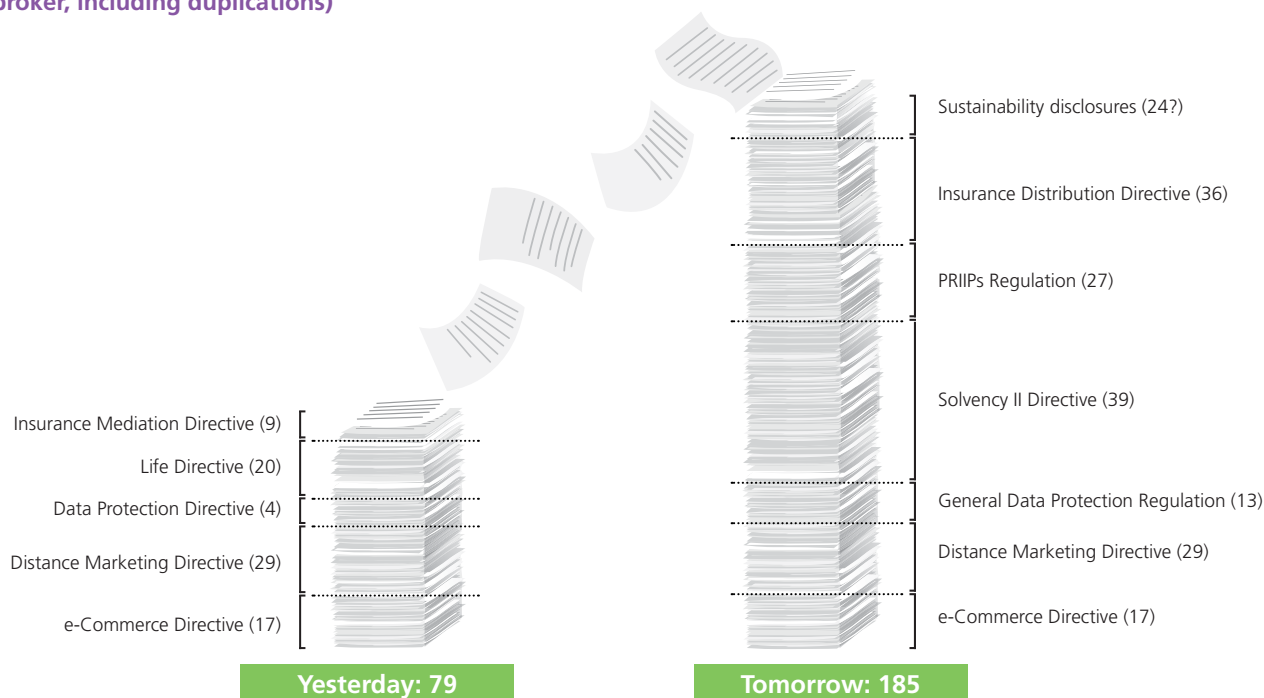 broker, including duplications)
Insurance Mediation Directive (9)
Life Directive (20)
Data Protection Directive (4)
Distance Marketing Directive (29)
e-Commerce Directive (17)
Yesterday: 79
Sustainability disclosures (24?)
Insurance Distribution Directive (36)
PRIIPs Regulation (27)
Solvency II Directive (39)
General Data Protection Regulation (13)
Distance Marketing Directive (29)
e-Commerce Directive (17)
Tomorrow: 185